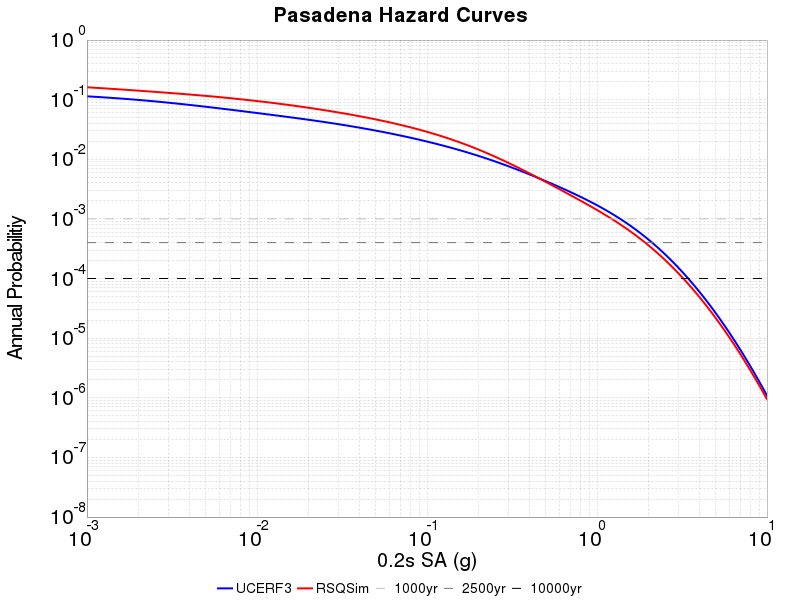 Pasadena Hazard Curves
10^0
10^-1
10^-2
10^-3
10^-4
10^-5
10^-6
10^-7
10^-8
Annual Probability
10^-3 10^-2 10^-1 10^0 10^1
0.2s SA (g)
UCERF3 RSQSim 1000yr 2500yr 10000yr